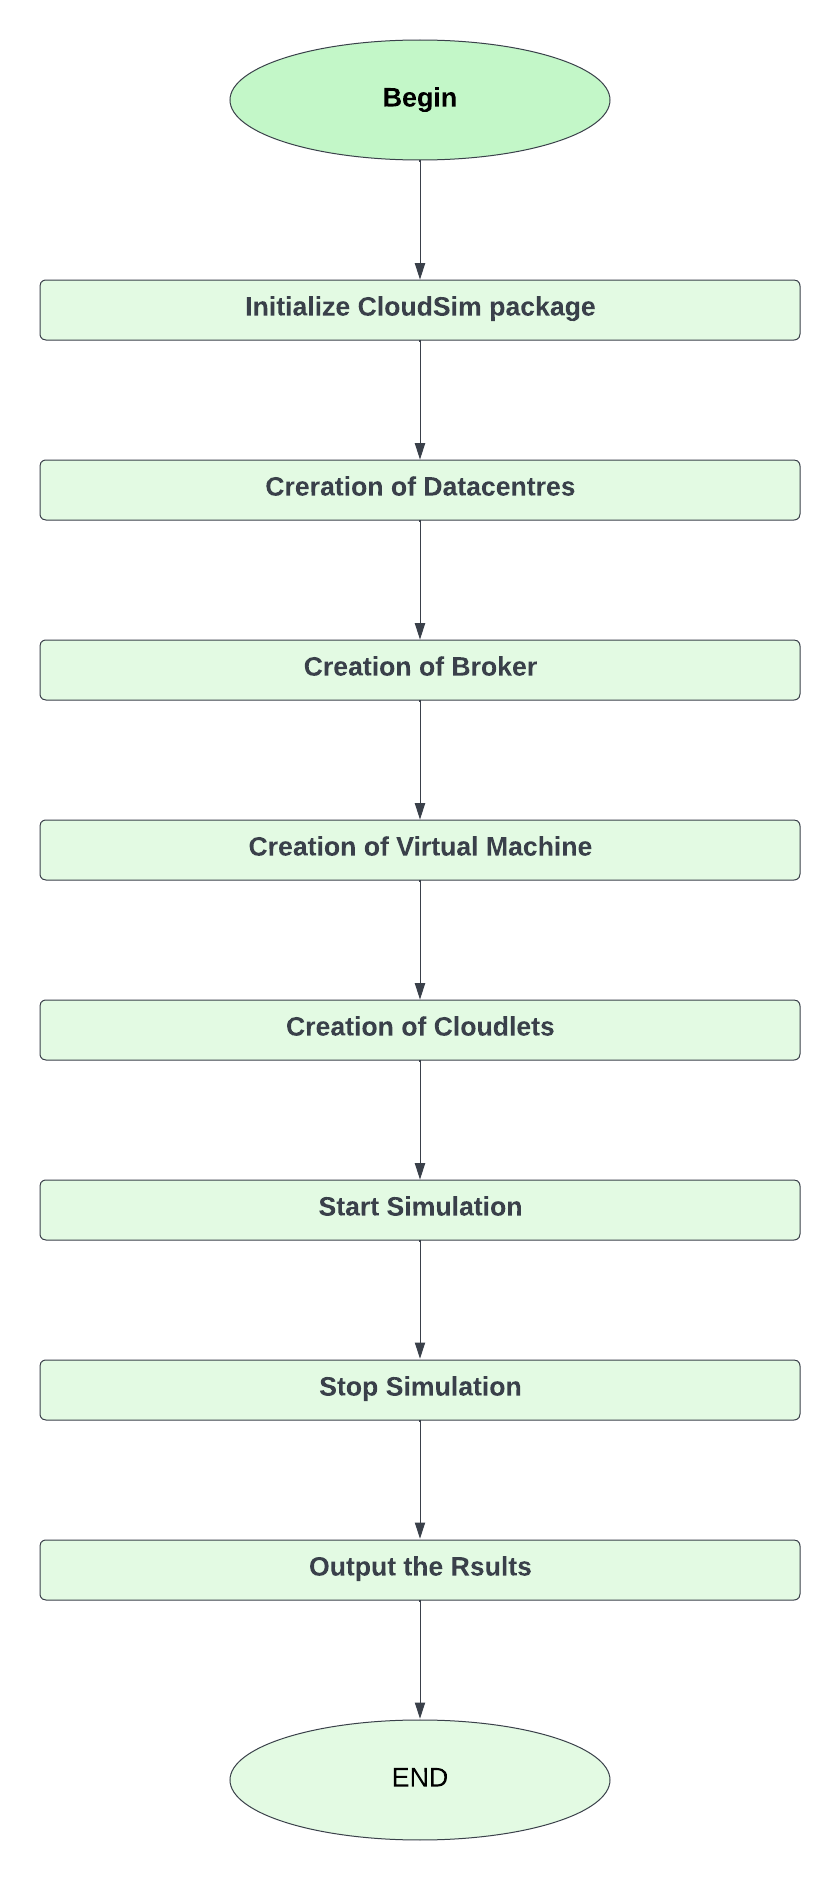 Begin
Initialize CloudSim package
Creration of Datacentres
Creation of Broker
Creation of Virtual Machine
Creation of Cloudlets
Start Simulation
Stop Simulation
Output the Rsults
END